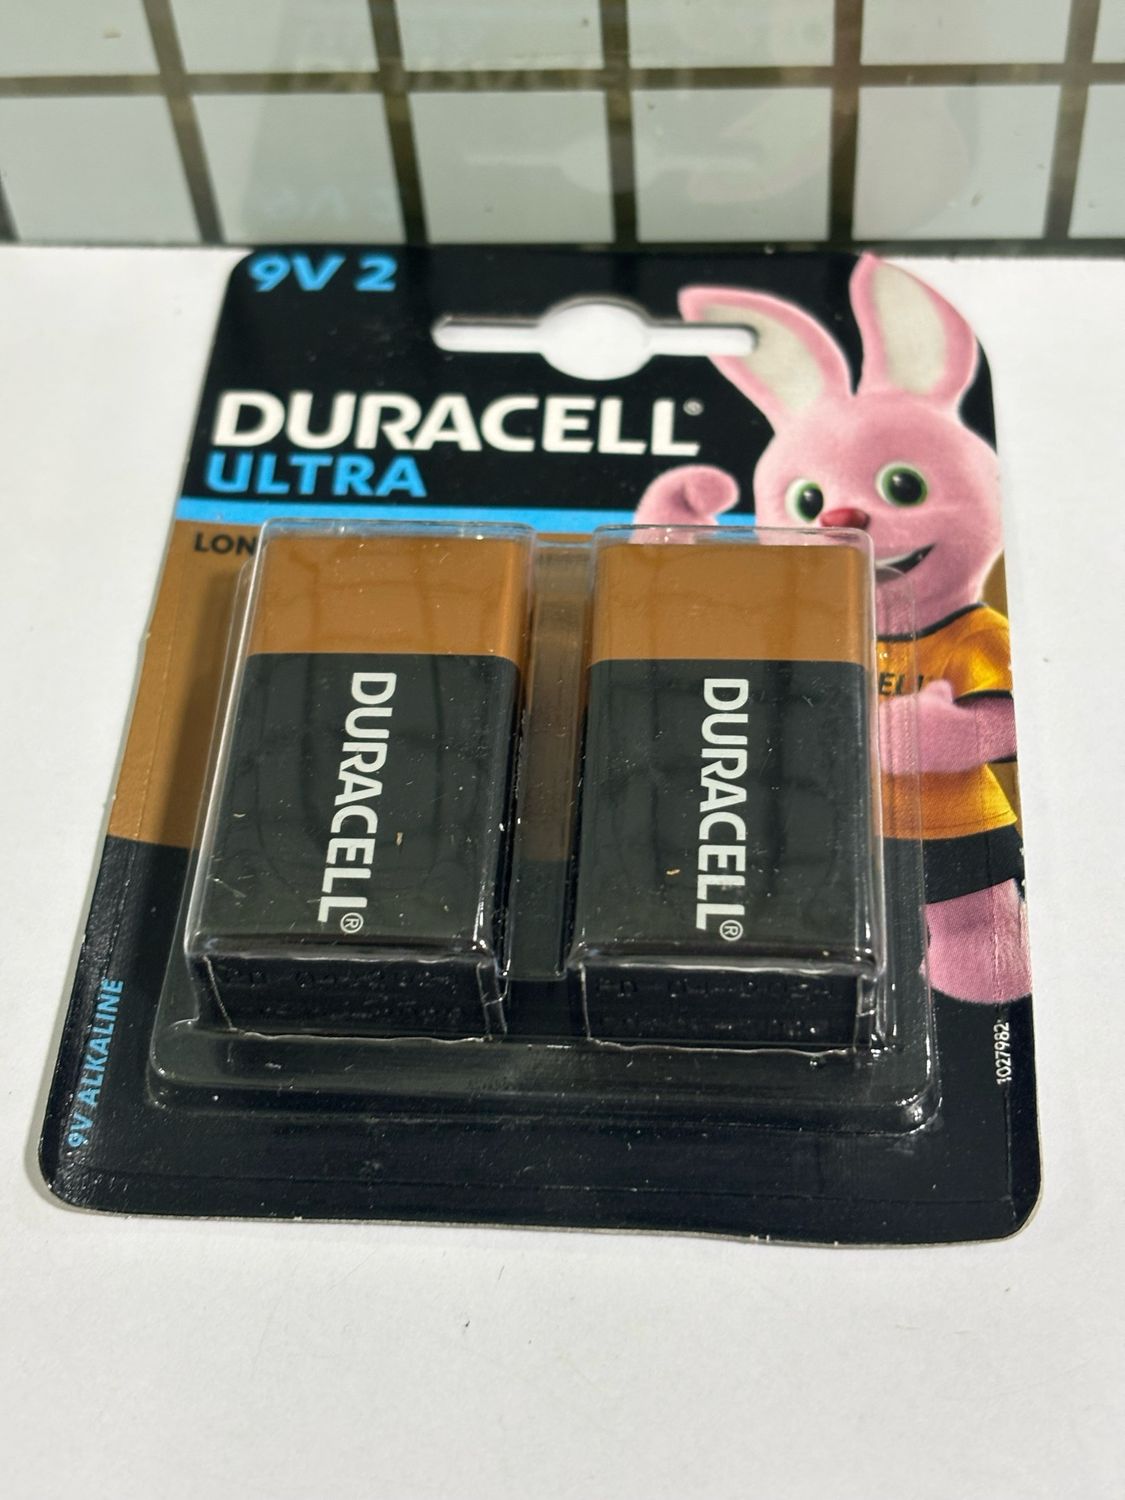 9V 2
DURACELL®
ULTRA
LON
DURACELL®
DURACELL®
9V ALKALINE
1027982